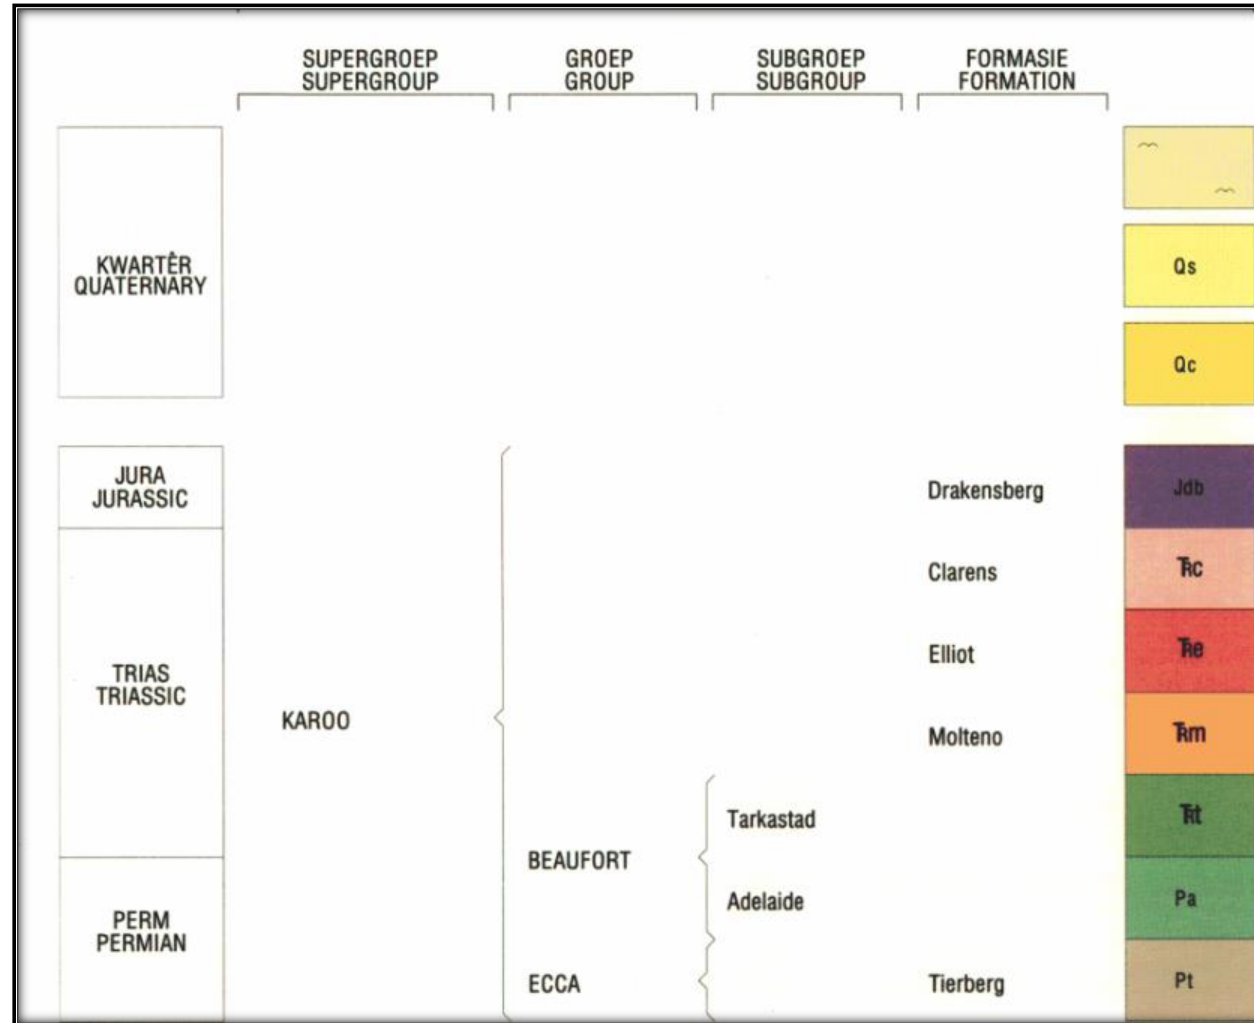 SUPERGROEP GROEP SUBGROEP FORMASIE
SUPERGROUP GROUP SUBGROUP FORMATION
KWARTÊR
QUATERNARY
Qs
Qc
JURA
JURASSIC
Drakensberg Jdb
Clarens TRc
TRIAS
TRIASSIC
Elliot TRe
KAROO
Molteno TRm
Tarkastad TRt
BEAUFORT
Adelaide Pa
PERM
PERMIAN
ECCA Tierberg Pt